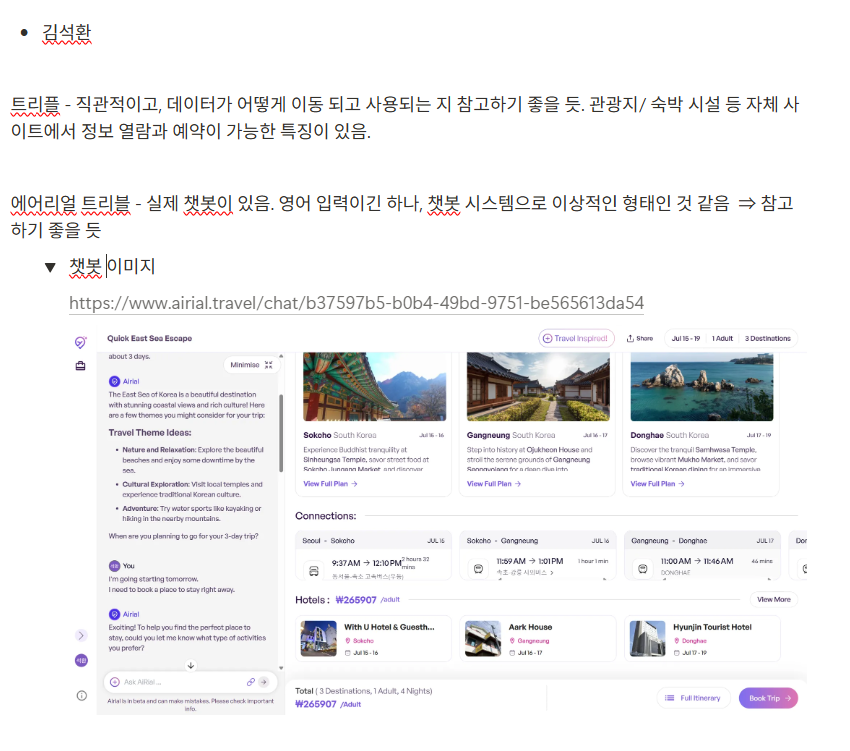 김석환
트리플 - 직관적이고, 데이터가 어떻게 이동 되고 사용되는 지 참고하기 좋을 듯. 관광지/ 숙박 시설 등 자체 사
이트에서 정보 열람과 예약이 가능한 특징이 있음.
에어리얼 트리블 - 실제 챗봇이 있음. 영어 입력이긴 하나, 챗봇 시스템으로 이상적인 형태인 것 같음 ⇒ 참고
하기 좋을 듯
챗봇 이미지
https://www.airial.travel/chat/b37597b5-b0b4-49bd-9751-be565613da54
Quick East Sea Escape
Travel Inspired!
Share
Jul 15 - 19
1 Adult
3 Destinations
about 3 days.
Minimise
Airial
The East Sea of Korea is a beautiful destination
with stunning coastal views and rich culture! Here
are a few themes you might consider for your trip:
Travel Theme Ideas:
Nature and Relaxation: Explore the beautiful
beaches and enjoy some downtime by the
sea.
Cultural Exploration: Visit local temples and
experience traditional Korean culture.
Adventure: Try water sports like kayaking or
hiking in the nearby mountains.
When are you planning to go for your 3-day trip?
You
I'm going starting tomorrow.
I need to book a place to stay right away.
Airial
Exciting! To help you find the perfect place to
stay, could you let me know what type of activities
you prefer?
Ask Airial ...
Airial is in beta and can make mistakes. Please check important
info.
Sokcho South Korea
Jul 15 - 16
Experience Buddhist tranquility at
Sinheungsa Temple, savor street food at
Sokcho Jungang Market, and discover
View Full Plan →
Gangneung South Korea
Jul 16 - 17
Step into history at Ojukheon House and
stroll the serene grounds of Gangneung
Seongyojang for a deep dive into
View Full Plan →
Donghae South Korea
Jul 17 - 19
Discover the tranquil Samhwasa Temple,
browse vibrant Mukho Market, and savor
traditional Korean dining for an immersive
View Full Plan →
Connections:
Seoul - Sokcho
JUL 15
9:37 AM → 12:10 PM
2 hours 32
mins
Sokcho - Gangneung
JUL 16
11:59 AM → 1:01 PM
1 hour 1 min
Gangneung - Donghae
JUL 17
11:00 AM → 11:46 AM
46 mins
DONGHAE
Hotels : ₩265907 /adult
View More
With U Hotel & Guesth...
Sokcho
Jul 15 - 16
Aark House
Gangneung
Jul 16 - 17
Hyunjin Tourist Hotel
Donghae
Jul 17 - 19
Total ( 3 Destinations, 1 Adult, 4 Nights)
₩265907 /Adult
Full Itinerary
Book Trip →